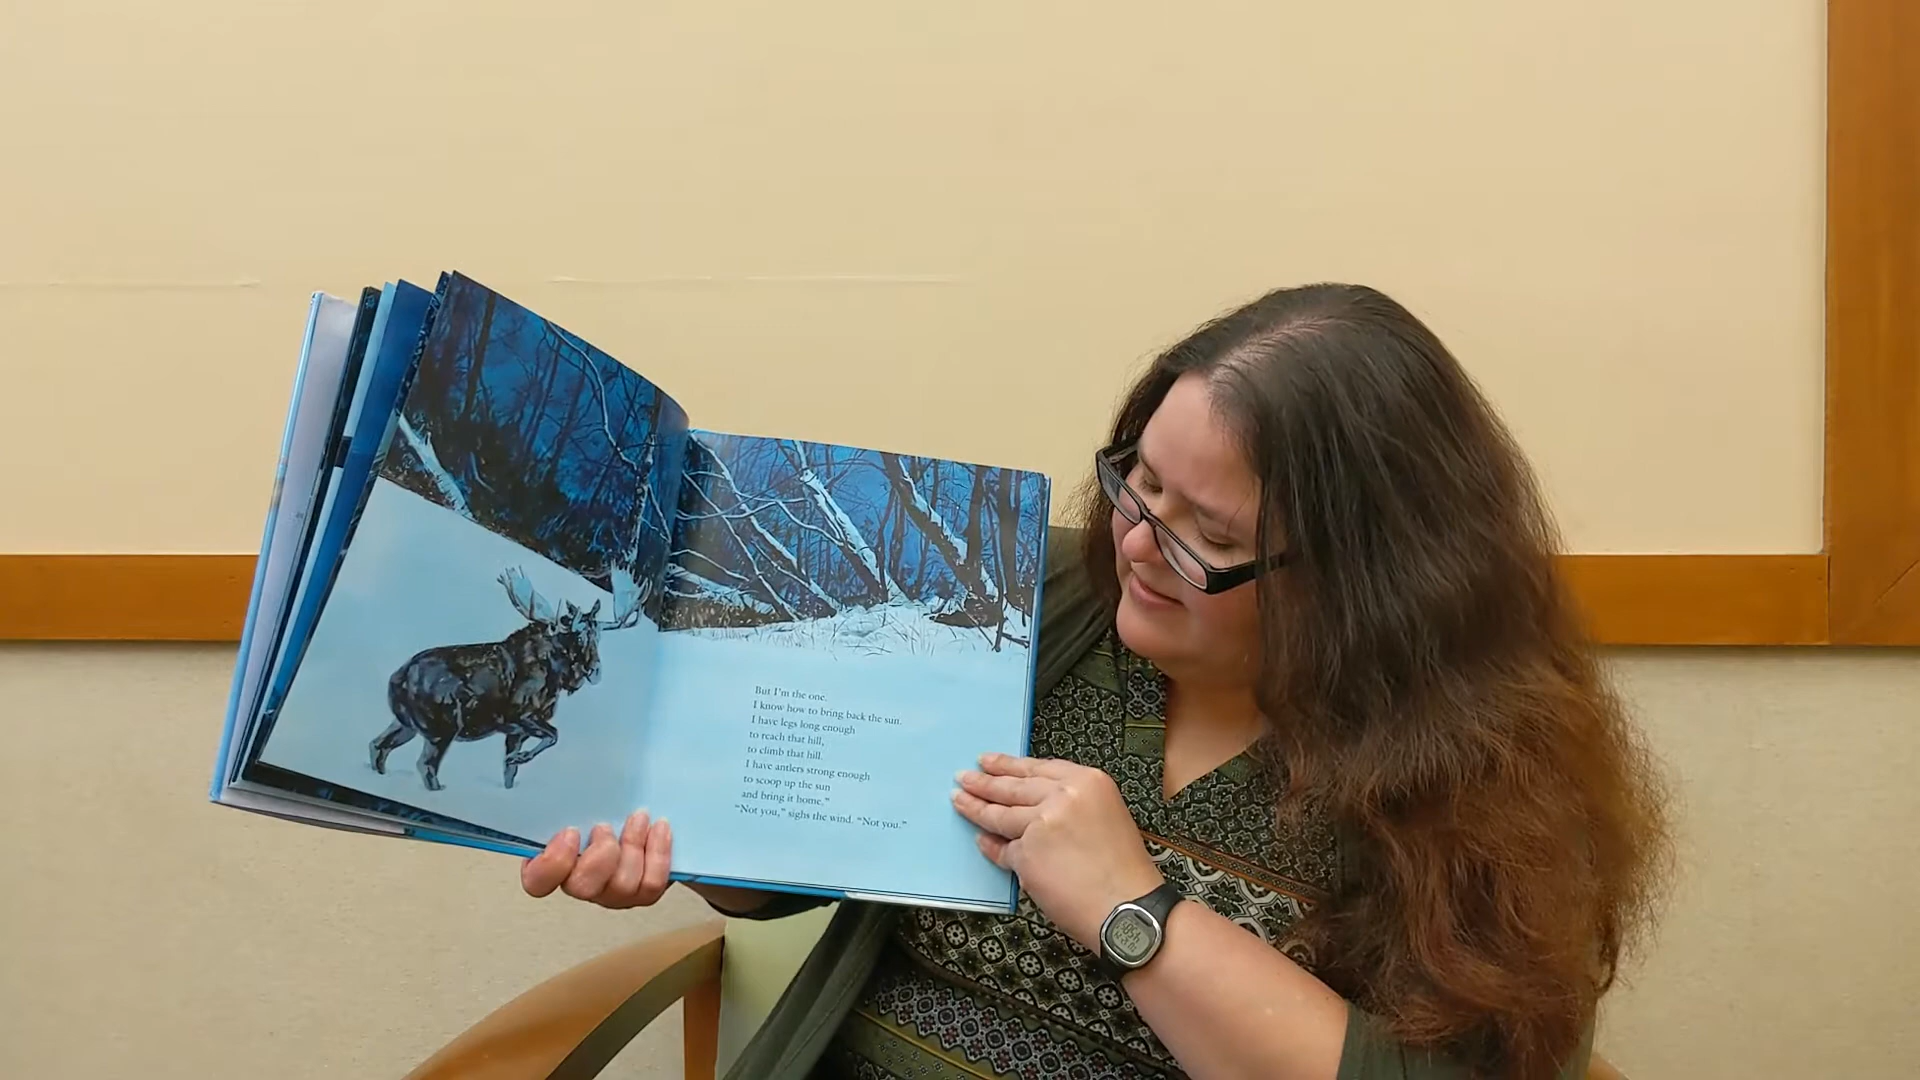 But I'm the one.
I know how to bring back the sun.
I have legs long enough
to reach that hill,
to climb that hill.
I have antlers strong enough
to scoop up the sun
and bring it home."
"Not you," sighs the wind. "Not you."